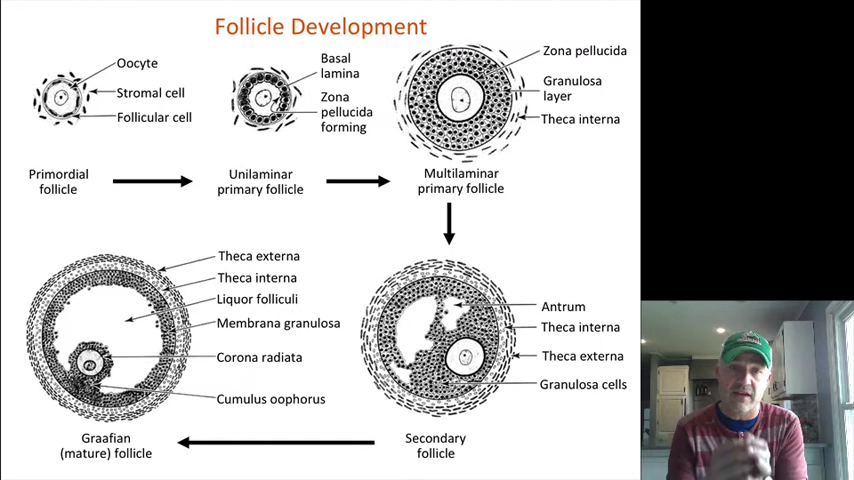 Follicle Development
Oocyte
Stromal cell
Follicular cell
Primordial
follicle
Basal
lamina
Zona
pellucida
forming
Unilaminar
primary follicle
Zona pellucida
Granulosa
layer
Theca interna
Multilaminar
primary follicle
Theca externa
Theca interna
Liquor folliculi
Membrana granulosa
Corona radiata
Cumulus oophorus
Graafian
(mature) follicle
Antrum
Theca interna
Theca externa
Granulosa cells
Secondary
follicle